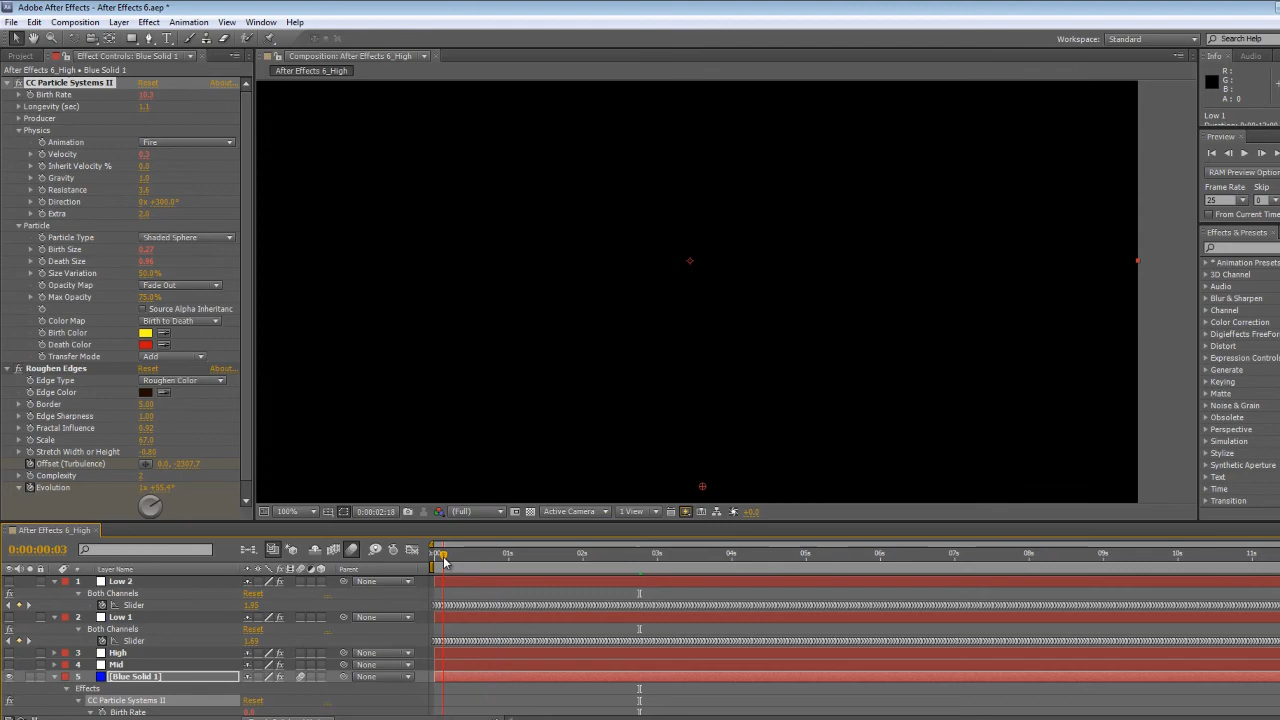 Adobe After Effects - After Effects 6.aep *
File Edit Composition Layer Effect Animation View Window Help
Workspace: Standard Search Help
Project Effect Controls: Blue Solid 1 Composition: After Effects 6_High Info Audio
After Effects 6_High • Blue Solid 1 After Effects 6_High
CC Particle Systems II Reset About...
Birth Rate 10.3
Longevity (sec) 1.1
Producer
Physics
Animation Fire
Velocity 0.3
Inherit Velocity % 0.0
Gravity 1.0
Resistance 3.6
Direction 0x +300.0°
Extra 2.0
Particle
Particle Type Shaded Sphere
Birth Size 0.27
Death Size 0.96
Size Variation 50.0%
Opacity Map Fade Out
Max Opacity 75.0%
Source Alpha Inheritanc
Color Map Birth to Death
Birth Color
Death Color
Transfer Mode Add
Roughen Edges Reset About...
Edge Type Roughen Color
Edge Color
Border 5.00
Edge Sharpness 1.00
Fractal Influence 0.92
Scale 67.0
Stretch Width or Height -0.80
Offset (Turbulence) 0.0, -2307.7
Complexity 2
Evolution 1x +55.4°
R :
G :
B :
A : 0
Low 1
Preview
RAM Preview Option
Frame Rate Skip
25 0
From Current Time
Effects & Presets
* Animation Presets
3D Channel
Audio
Blur & Sharpen
Channel
Color Correction
Digieffects FreeFor
Distort
Expression Controls
Generate
Keying
Matte
Noise & Grain
Obsolete
Perspective
Simulation
Stylize
Synthetic Aperture
Text
Time
Transition
100% 0:00:02:18 (Full) Active Camera 1 View +0.0
After Effects 6_High
0:00:00:03
01s 02s 03s 04s 05s 06s 07s 08s 09s 10s 11s
# Layer Name Parent
1 Low 2 None
Both Channels Reset
Slider 1.95
2 Low 1 None
Both Channels Reset
Slider 1.69
3 High None
4 Mid None
5 [Blue Solid 1] None
Effects
CC Particle Systems II Reset
Birth Rate